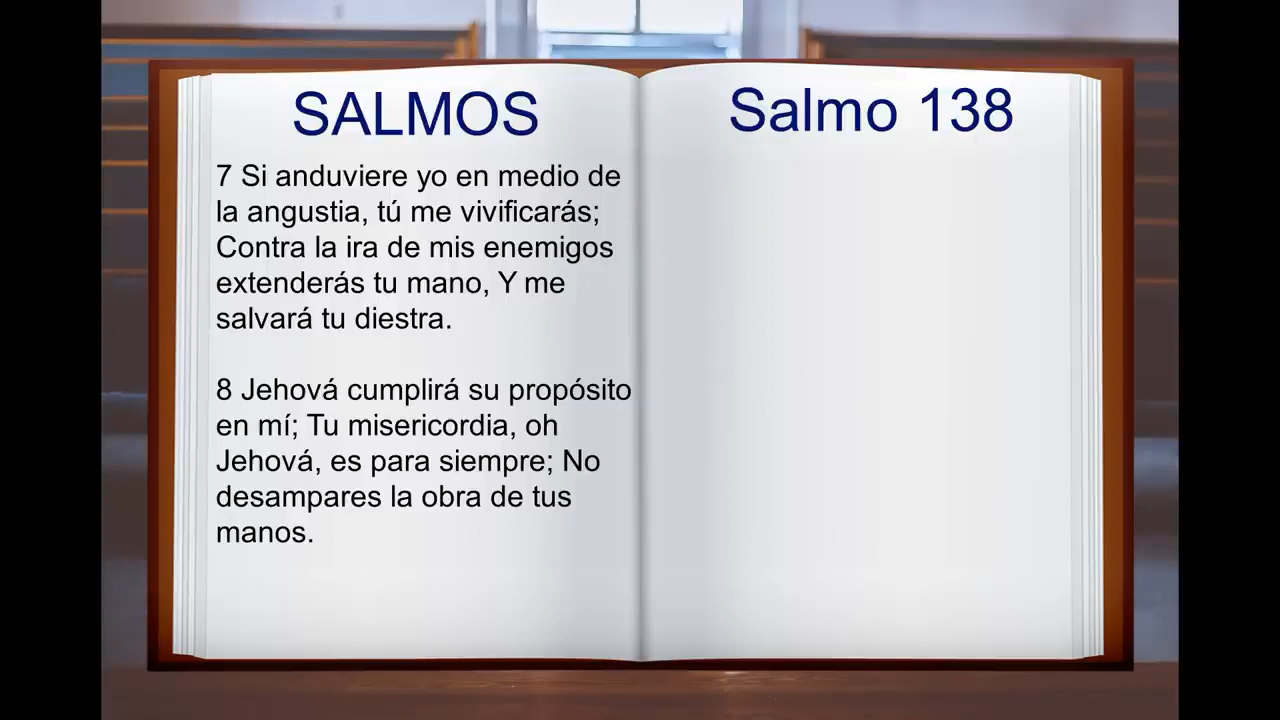 SALMOS
7 Si anduviere yo en medio de
la angustia, tú me vivificarás;
Contra la ira de mis enemigos
extenderás tu mano, Y me
salvará tu diestra.
8 Jehová cumplirá su propósito
en mí; Tu misericordia, oh
Jehová, es para siempre; No
desampares la obra de tus
manos.
Salmo 138